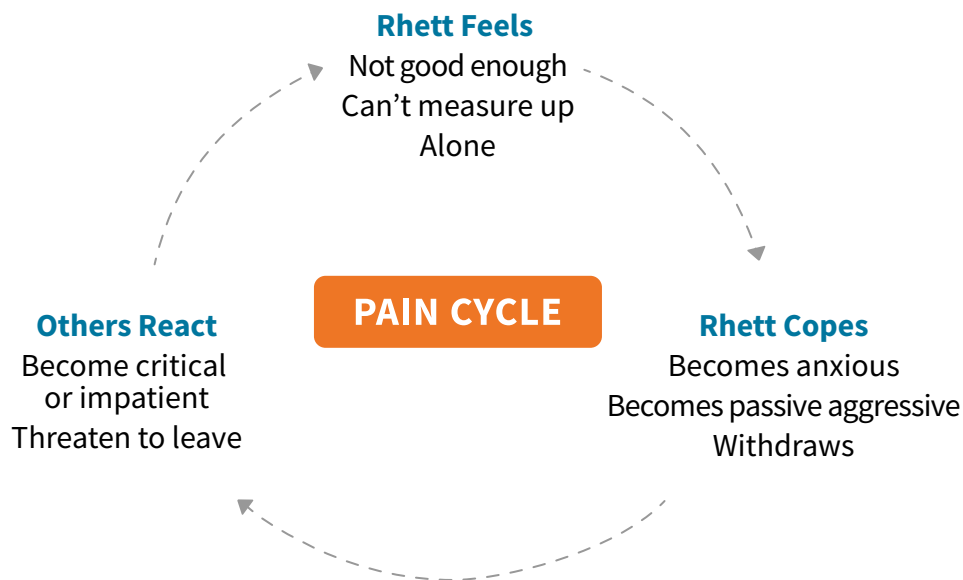 Rhett Feels
Not good enough
Can’t measure up
Alone
PAIN CYCLE
Rhett Copes
Becomes anxious
Becomes passive aggressive
Withdraws
Others React
Become critical
or impatient
Threaten to leave